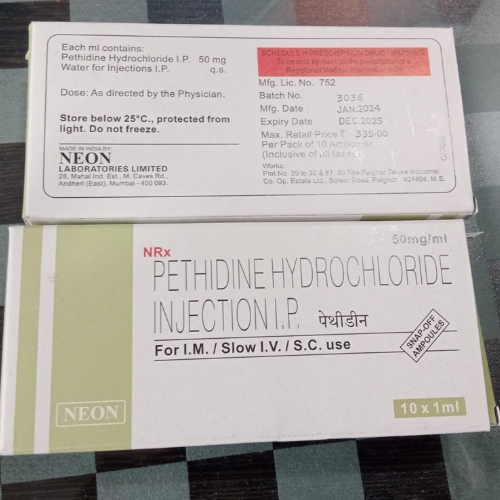 Each ml contains:
Pethidine Hydrochloride I.P. 50 mg
Water for Injections I.P. q.s.
Dose: As directed by the Physician.
Store below 25°C., protected from
light. Do not freeze.
MADE IN INDIA BY
NEON
LABORATORIES LIMITED
28, Mahal Ind. Est., M. Caves Rd.,
Andheri (East), Mumbai - 400 093.
SCHEDULE H PRESCRIPTION DRUG - WARNING
Mfg. Lic. No. 752
Batch No. 3036
Mfg. Date JAN.2024
Expiry Date DEC.2025
Max. Retail Price ₹ 335.00
Per Pack of 10 Ampoules
(Inclusive of all taxes)
Works:
401404, M.S.
NRx
50mg/ml
PETHIDINE HYDROCHLORIDE
INJECTION I.P. पेथीडीन
For I.M. / Slow I.V. / S.C. use
SNAP-OFF
AMPOULES
NEON
10 x 1ml